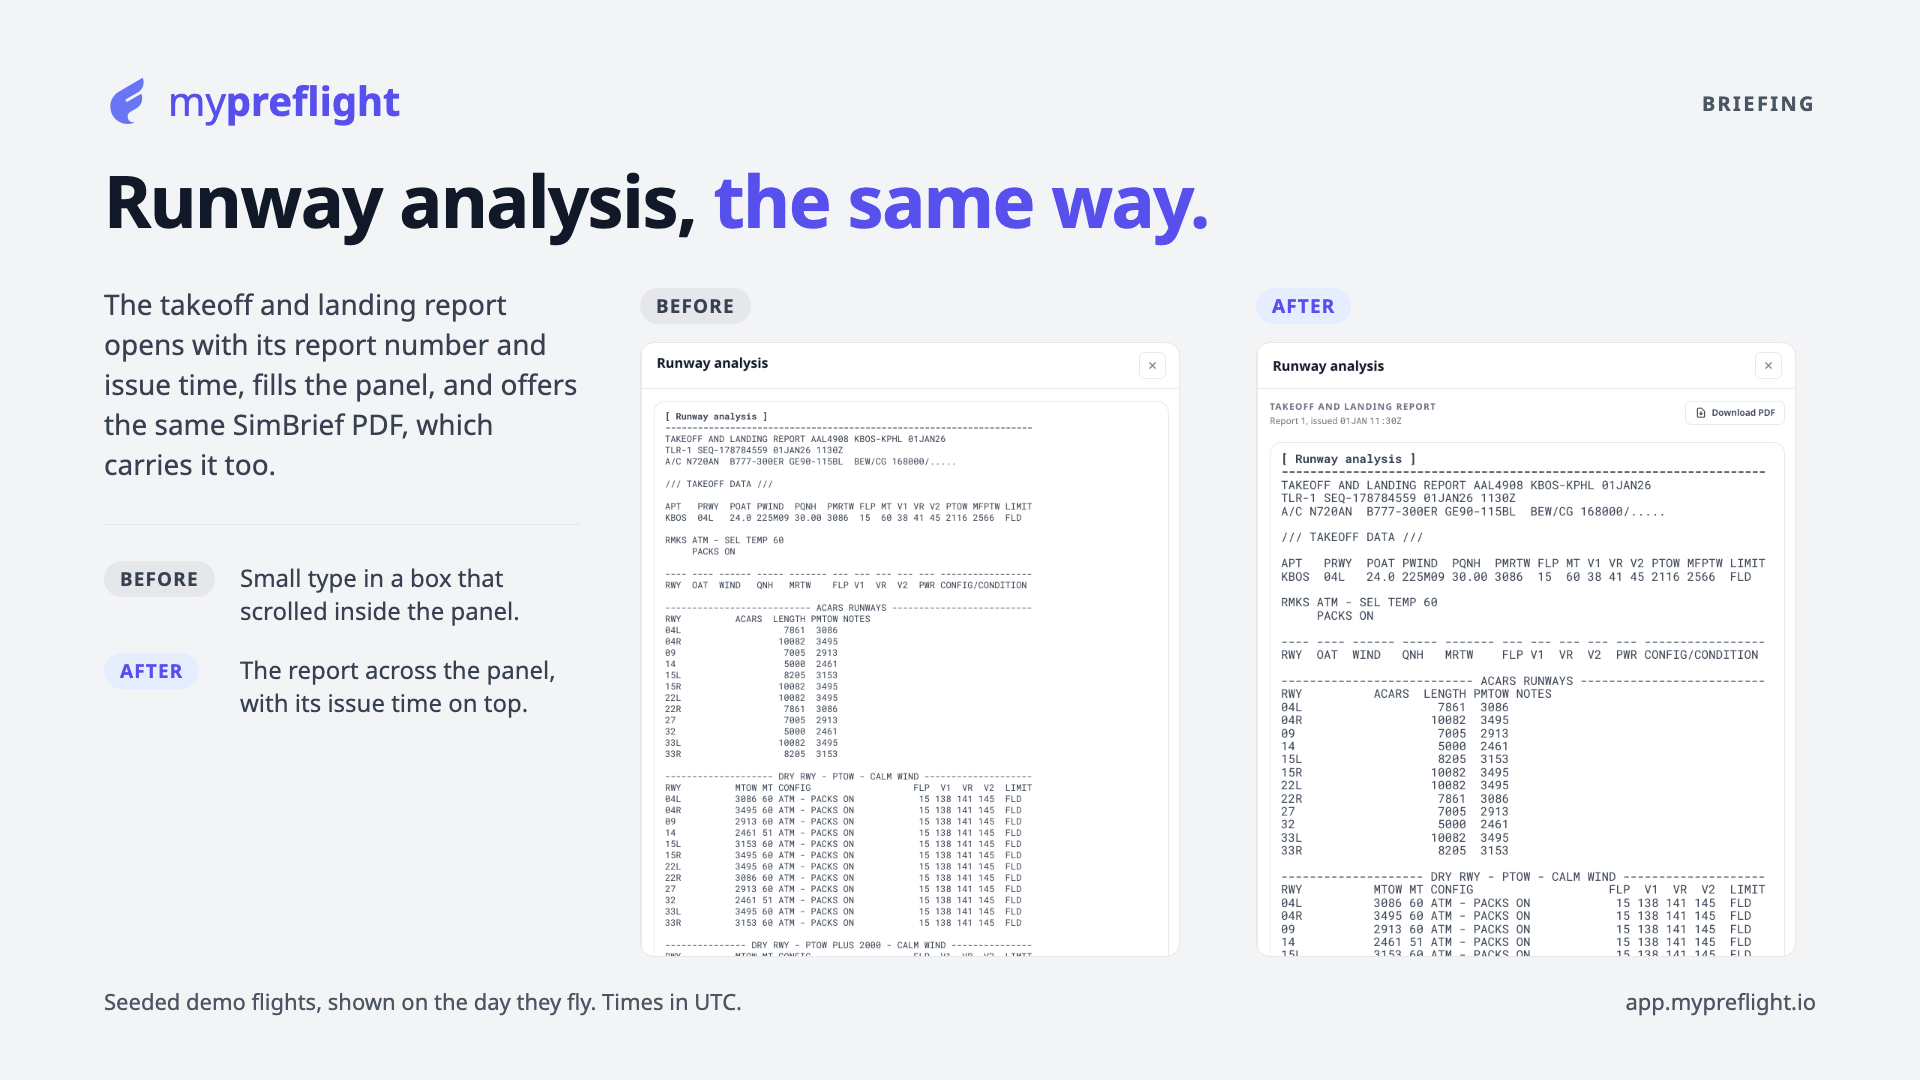 mypreflight
BRIEFING
Runway analysis, the same way.
The takeoff and landing report
opens with its report number and
issue time, fills the panel, and offers
the same SimBrief PDF, which
carries it too.
BEFORE
Small type in a box that
scrolled inside the panel.
AFTER
The report across the panel,
with its issue time on top.
BEFORE
Runway analysis
[ Runway analysis ]
--------------------------------------------------------------------
TAKEOFF AND LANDING REPORT AAL4908 KBOS-KPHL 01JAN26
TLR-1 SEQ-178784559 01JAN26 1130Z
A/C N720AN  B777-300ER GE90-115BL  BEW/CG 168000/.....
/// TAKEOFF DATA ///
APT   PRWY  POAT PWIND  PQNH  PMRTW FLP MT V1 VR V2 PTOW MFPTW LIMIT
KBOS  04L   24.0 225M09 30.00 3086  15  60 38 41 45 2116 2566  FLD
RMKS ATM - SEL TEMP 60
     PACKS ON
---- ---- ------ ----- ------- --- --- --- --- --- -----------------
RWY  OAT  WIND   QNH   MRTW    FLP V1  VR  V2  PWR CONFIG/CONDITION
--------------------------- ACARS RUNWAYS --------------------------
RWY          ACARS  LENGTH PMTOW NOTES
04L                   7861  3086
04R                  10082  3495
09                    7005  2913
14                    5000  2461
15L                   8205  3153
15R                  10082  3495
22L                  10082  3495
22R                   7861  3086
27                    7005  2913
32                    5000  2461
33L                  10082  3495
33R                   8205  3153
-------------------- DRY RWY - PTOW - CALM WIND --------------------
RWY          MTOW MT CONFIG                   FLP  V1  VR  V2  LIMIT
04L          3086 60 ATM - PACKS ON            15 138 141 145  FLD
04R          3495 60 ATM - PACKS ON            15 138 141 145  FLD
09           2913 60 ATM - PACKS ON            15 138 141 145  FLD
14           2461 51 ATM - PACKS ON            15 138 141 145  FLD
15L          3153 60 ATM - PACKS ON            15 138 141 145  FLD
15R          3495 60 ATM - PACKS ON            15 138 141 145  FLD
22L          3495 60 ATM - PACKS ON            15 138 141 145  FLD
22R          3086 60 ATM - PACKS ON            15 138 141 145  FLD
27           2913 60 ATM - PACKS ON            15 138 141 145  FLD
32           2461 51 ATM - PACKS ON            15 138 141 145  FLD
33L          3495 60 ATM - PACKS ON            15 138 141 145  FLD
33R          3153 60 ATM - PACKS ON            15 138 141 145  FLD
--------------- DRY RWY - PTOW PLUS 2000 - CALM WIND ---------------
RWY          MTOW MT CONFIG                   FLP  V1  VR  V2  LIMIT
AFTER
Runway analysis
TAKEOFF AND LANDING REPORT
Report 1, issued 01JAN 11:30Z
Download PDF
[ Runway analysis ]
--------------------------------------------------------------------
TAKEOFF AND LANDING REPORT AAL4908 KBOS-KPHL 01JAN26
TLR-1 SEQ-178784559 01JAN26 1130Z
A/C N720AN  B777-300ER GE90-115BL  BEW/CG 168000/.....
/// TAKEOFF DATA ///
APT   PRWY  POAT PWIND  PQNH  PMRTW FLP MT V1 VR V2 PTOW MFPTW LIMIT
KBOS  04L   24.0 225M09 30.00 3086  15  60 38 41 45 2116 2566  FLD
RMKS ATM - SEL TEMP 60
     PACKS ON
---- ---- ------ ----- ------- --- --- --- --- --- -----------------
RWY  OAT  WIND   QNH   MRTW    FLP V1  VR  V2  PWR CONFIG/CONDITION
--------------------------- ACARS RUNWAYS --------------------------
RWY          ACARS  LENGTH PMTOW NOTES
04L                   7861  3086
04R                  10082  3495
09                    7005  2913
14                    5000  2461
15L                   8205  3153
15R                  10082  3495
22L                  10082  3495
22R                   7861  3086
27                    7005  2913
32                    5000  2461
33L                  10082  3495
33R                   8205  3153
-------------------- DRY RWY - PTOW - CALM WIND --------------------
RWY          MTOW MT CONFIG                   FLP  V1  VR  V2  LIMIT
04L          3086 60 ATM - PACKS ON            15 138 141 145  FLD
04R          3495 60 ATM - PACKS ON            15 138 141 145  FLD
09           2913 60 ATM - PACKS ON            15 138 141 145  FLD
14           2461 51 ATM - PACKS ON            15 138 141 145  FLD
15L          3153 60 ATM - PACKS ON            15 138 141 145  FLD
Seeded demo flights, shown on the day they fly. Times in UTC.
app.mypreflight.io